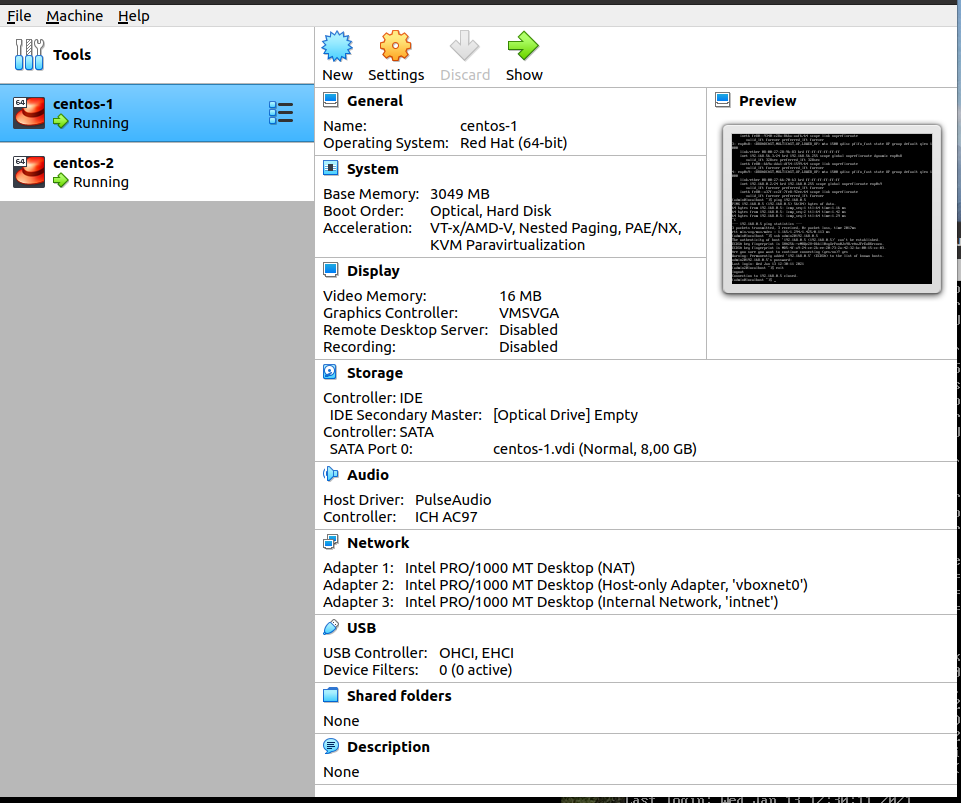 File Machine Help
Tools
New Settings Discard Show
64 centos-1
Running
64 centos-2
Running
General
Name: centos-1
Operating System: Red Hat (64-bit)
System
Base Memory: 3049 MB
Boot Order: Optical, Hard Disk
Acceleration: VT-x/AMD-V, Nested Paging, PAE/NX,
KVM Paravirtualization
Display
Video Memory: 16 MB
Graphics Controller: VMSVGA
Remote Desktop Server: Disabled
Recording: Disabled
Preview
Storage
Controller: IDE
IDE Secondary Master: [Optical Drive] Empty
Controller: SATA
SATA Port 0: centos-1.vdi (Normal, 8,00 GB)
Audio
Host Driver: PulseAudio
Controller: ICH AC97
Network
Adapter 1: Intel PRO/1000 MT Desktop (NAT)
Adapter 2: Intel PRO/1000 MT Desktop (Host-only Adapter, 'vboxnet0')
Adapter 3: Intel PRO/1000 MT Desktop (Internal Network, 'intnet')
USB
USB Controller: OHCI, EHCI
Device Filters: 0 (0 active)
Shared folders
None
Description
None
Last login: Wed Jan 13 12:30:11 2021